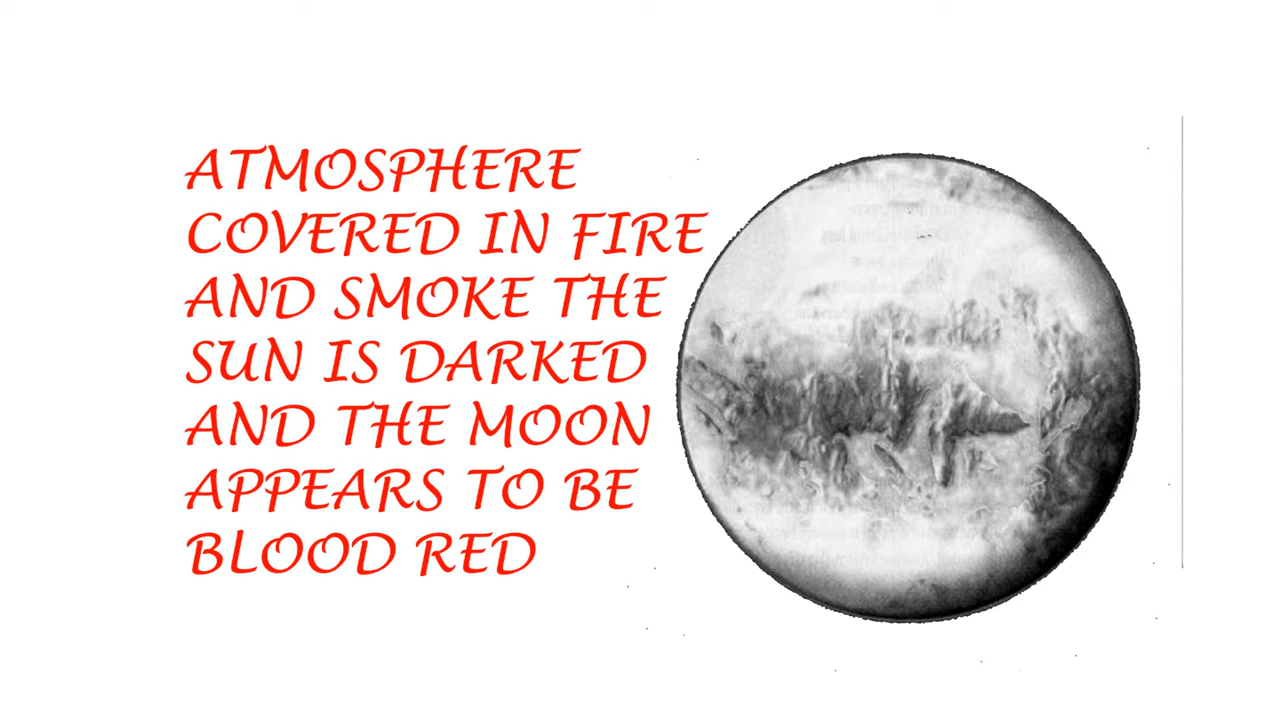 ATMOSPHERE
COVERED IN FIRE
AND SMOKE THE
SUN IS DARKED
AND THE MOON
APPEARS TO BE
BLOOD RED